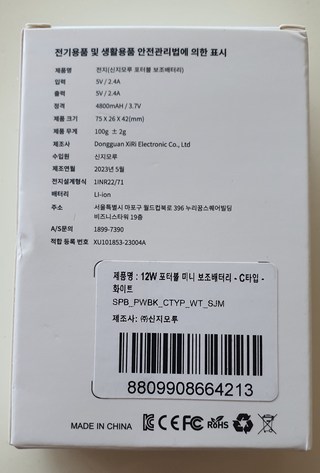 전기용품 및 생활용품 안전관리법에 의한 표시
제품명 전지(신지모루 포터블 보조배터리)
입력 5V / 2.4A
출력 5V / 2.4A
정격 4800mAH / 3.7V
제품 크기 75 X 26 X 42(mm)
제품 무게 100g ± 2g
제조사 Dongguan XiRi Electronic Co., Ltd
수입원 신지모루
제조연월 2023년 5월
전지설계형식 1INR22/71
배터리 LI-ion
주소 서울특별시 마포구 월드컵북로 396 누리꿈스퀘어빌딩
비즈니스타워 19층
A/S문의 1899-7390
적합 등록 번호 XU101853-23004A
제품명 : 12W 포터블 미니 보조배터리 - C타입 -
화이트
SPB_PWBK_CTYP_WT_SJM
제조사: ㈜신지모루
8809908664213
MADE IN CHINA CE FC RoHS